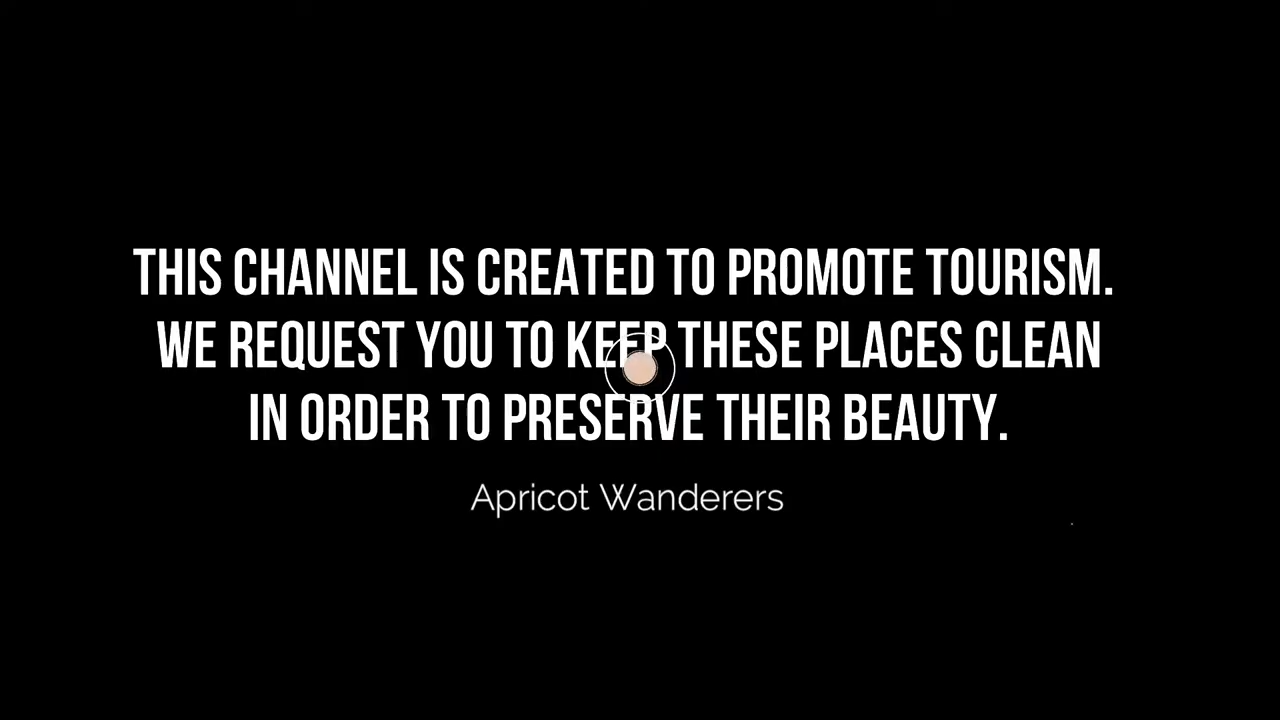 THIS CHANNEL IS CREATED TO PROMOTE TOURISM.
WE REQUEST YOU TO KEEP THESE PLACES CLEAN
IN ORDER TO PRESERVE THEIR BEAUTY.
Apricot Wanderers